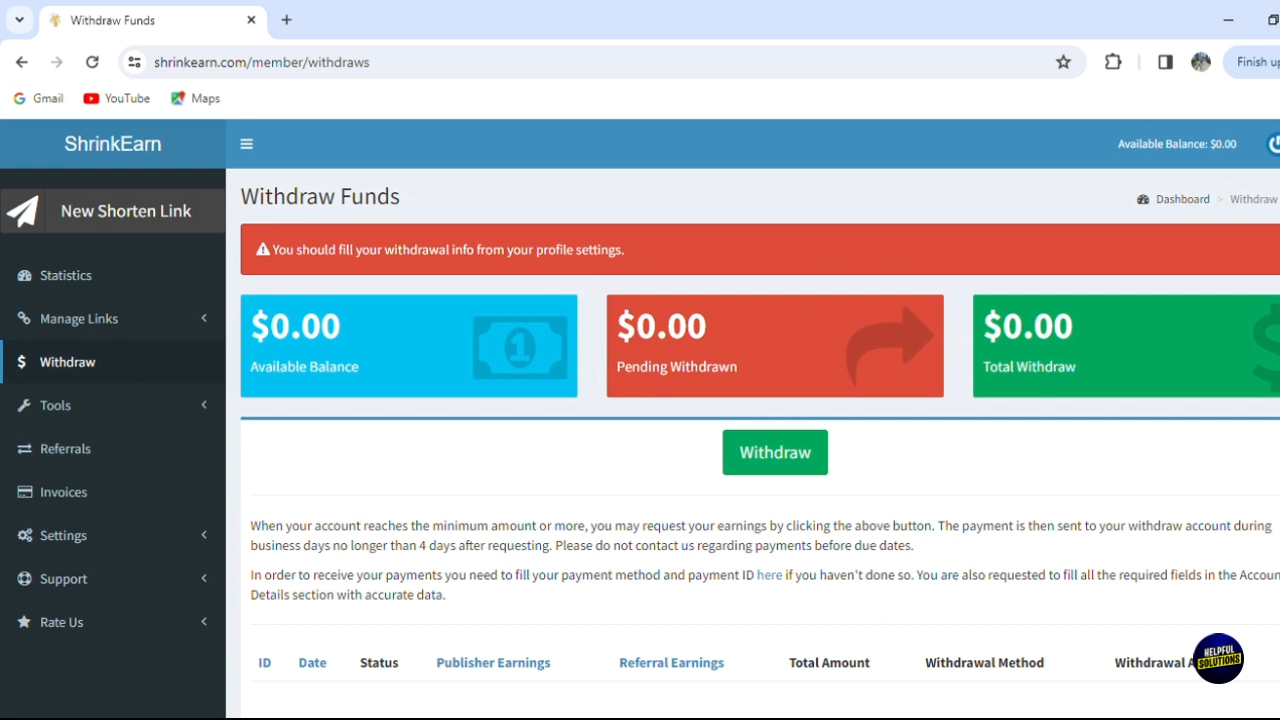 Withdraw Funds
shrinkearn.com/member/withdraws
Finish up
Gmail
YouTube
Maps
ShrinkEarn
Available Balance: $0.00
New Shorten Link
Withdraw Funds
Dashboard > Withdraw
You should fill your withdrawal info from your profile settings.
Statistics
Manage Links
Withdraw
Tools
Referrals
Invoices
Settings
Support
Rate Us
$0.00
Available Balance
$0.00
Pending Withdrawn
$0.00
Total Withdraw
Withdraw
When your account reaches the minimum amount or more, you may request your earnings by clicking the above button. The payment is then sent to your withdraw account during
business days no longer than 4 days after requesting. Please do not contact us regarding payments before due dates.
In order to receive your payments you need to fill your payment method and payment ID here if you haven't done so. You are also requested to fill all the required fields in the Accoun
Details section with accurate data.
ID Date Status Publisher Earnings Referral Earnings Total Amount Withdrawal Method Withdrawal A
HELPFUL
SOLUTIONS